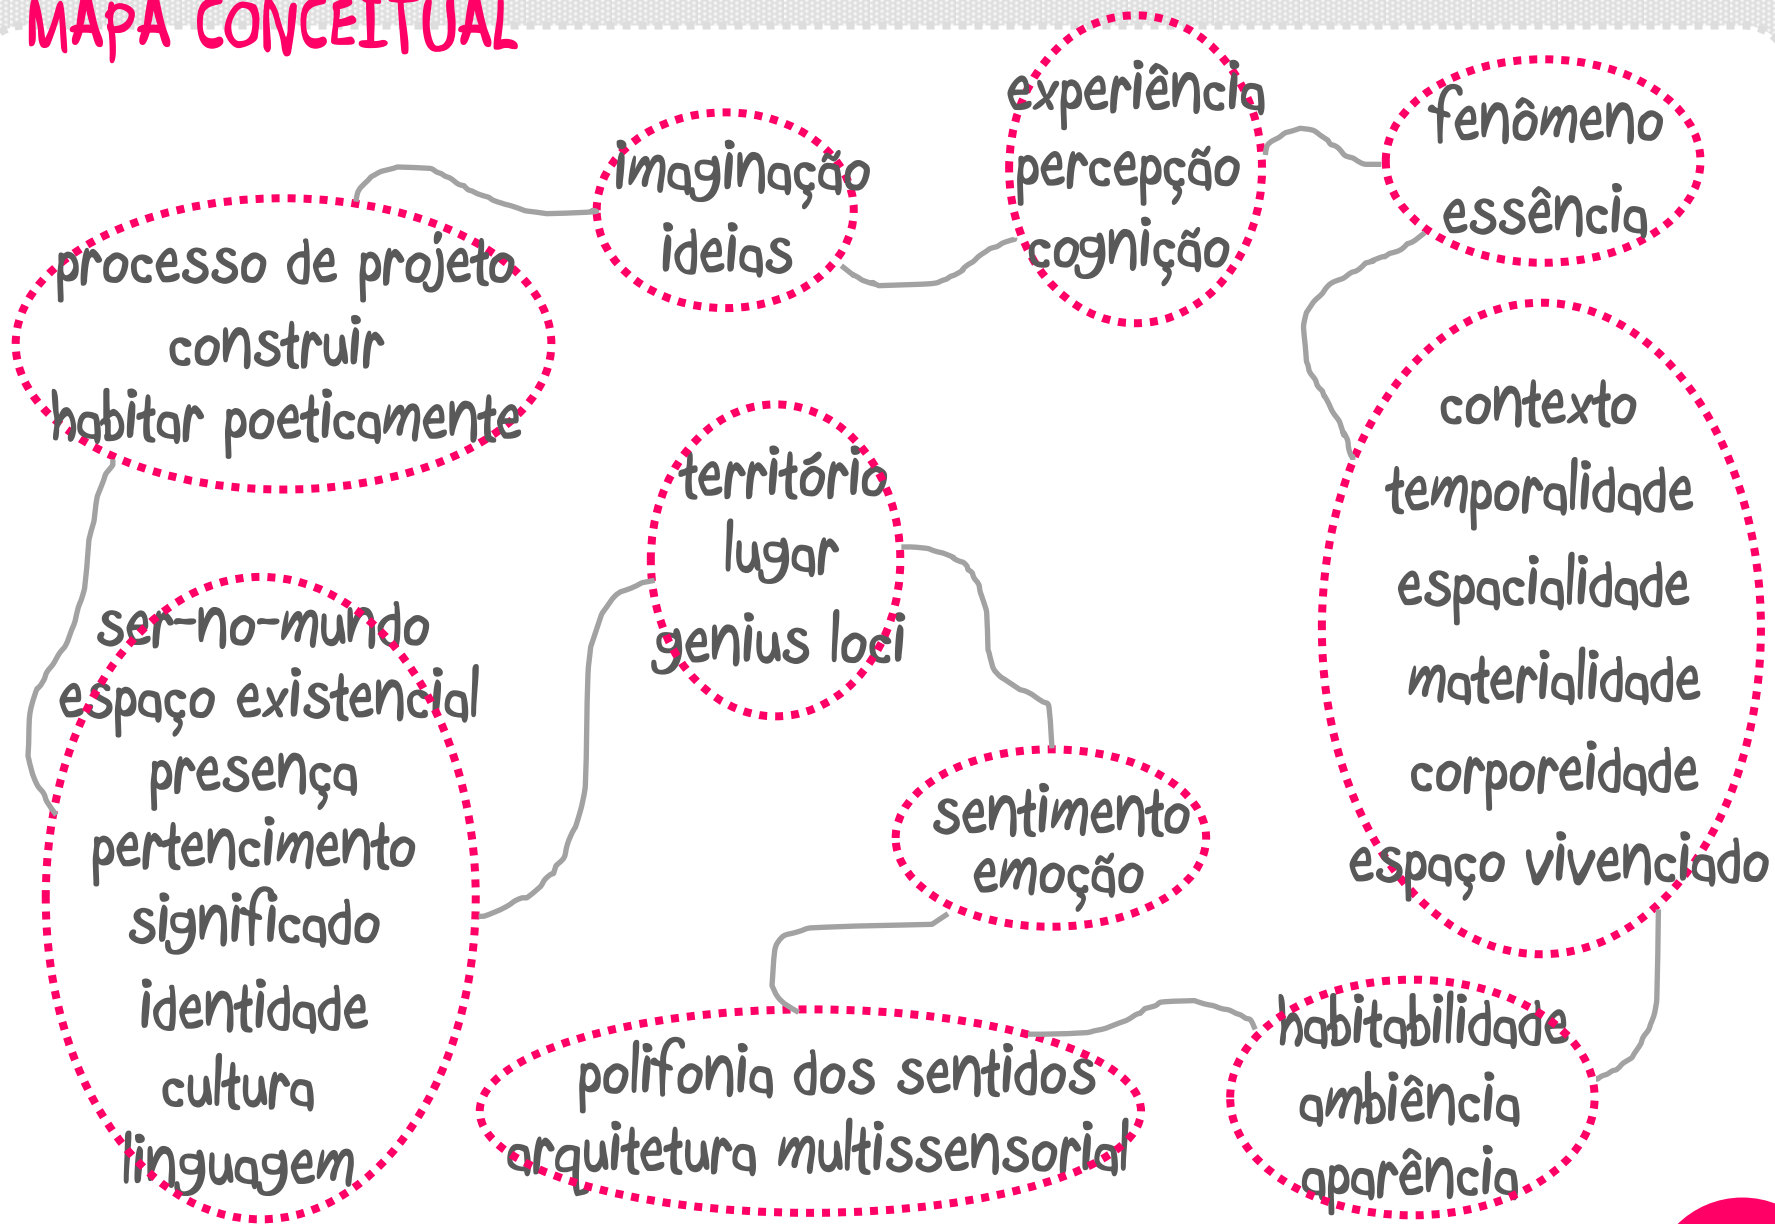 MAPA CONCEITUAL
imaginação
ideias
experiência
percepção
cognição
fenômeno
essência
processo de projeto
construir
habitar poeticamente
território
lugar
genius loci
contexto
temporalidade
espacialidade
materialidade
corporeidade
espaço vivenciado
ser-no-mundo
espaço existencial
presença
pertencimento
significado
identidade
cultura
linguagem
sentimento
emoção
polifonia dos sentidos
arquitetura multissensorial
habitabilidade
ambiência
aparência